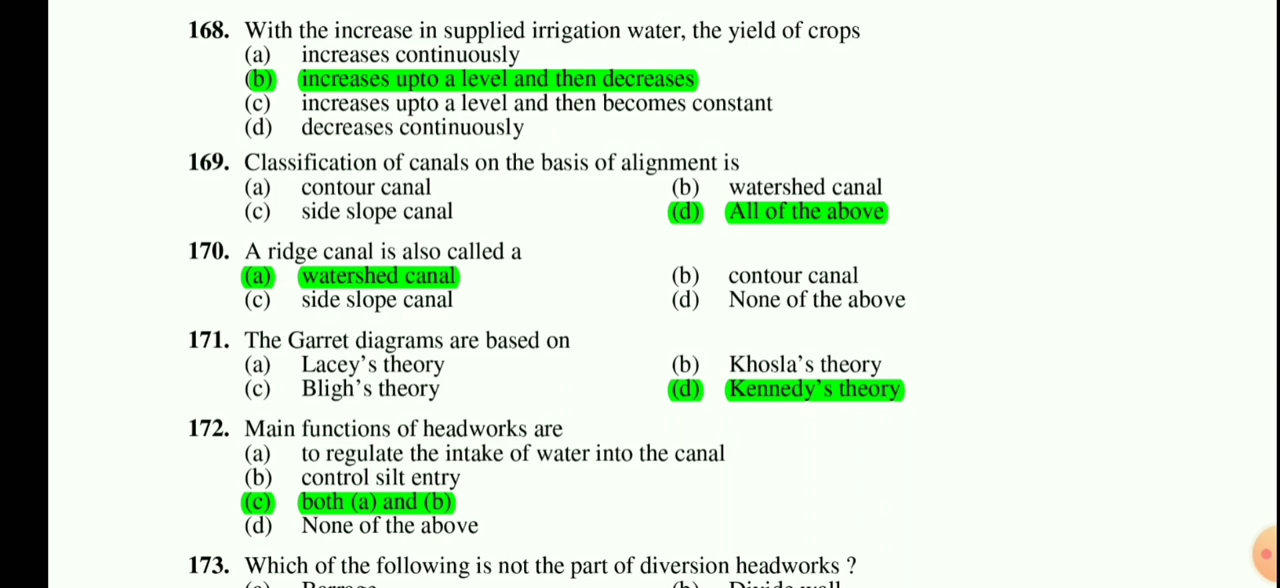 168. With the increase in supplied irrigation water, the yield of crops
(a) increases continuously
(b) increases upto a level and then decreases
(c) increases upto a level and then becomes constant
(d) decreases continuously
169. Classification of canals on the basis of alignment is
(a) contour canal (b) watershed canal
(c) side slope canal (d) All of the above
170. A ridge canal is also called a
(a) watershed canal (b) contour canal
(c) side slope canal (d) None of the above
171. The Garret diagrams are based on
(a) Lacey's theory (b) Khosla's theory
(c) Bligh's theory (d) Kennedy's theory
172. Main functions of headworks are
(a) to regulate the intake of water into the canal
(b) control silt entry
(c) both (a) and (b)
(d) None of the above
173. Which of the following is not the part of diversion headworks ?
(a) Barrage (b) Divide wall